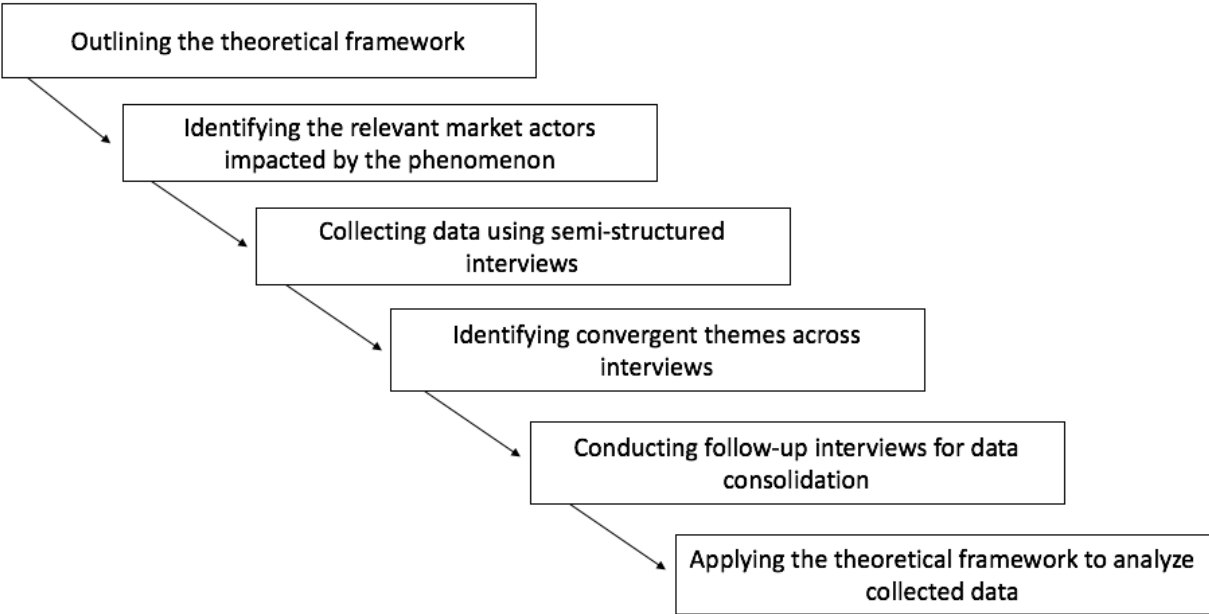 Outlining the theoretical framework
Identifying the relevant market actors
impacted by the phenomenon
Collecting data using semi-structured
interviews
Identifying convergent themes across
interviews
Conducting follow-up interviews for data
consolidation
Applying the theoretical framework to analyze
collected data